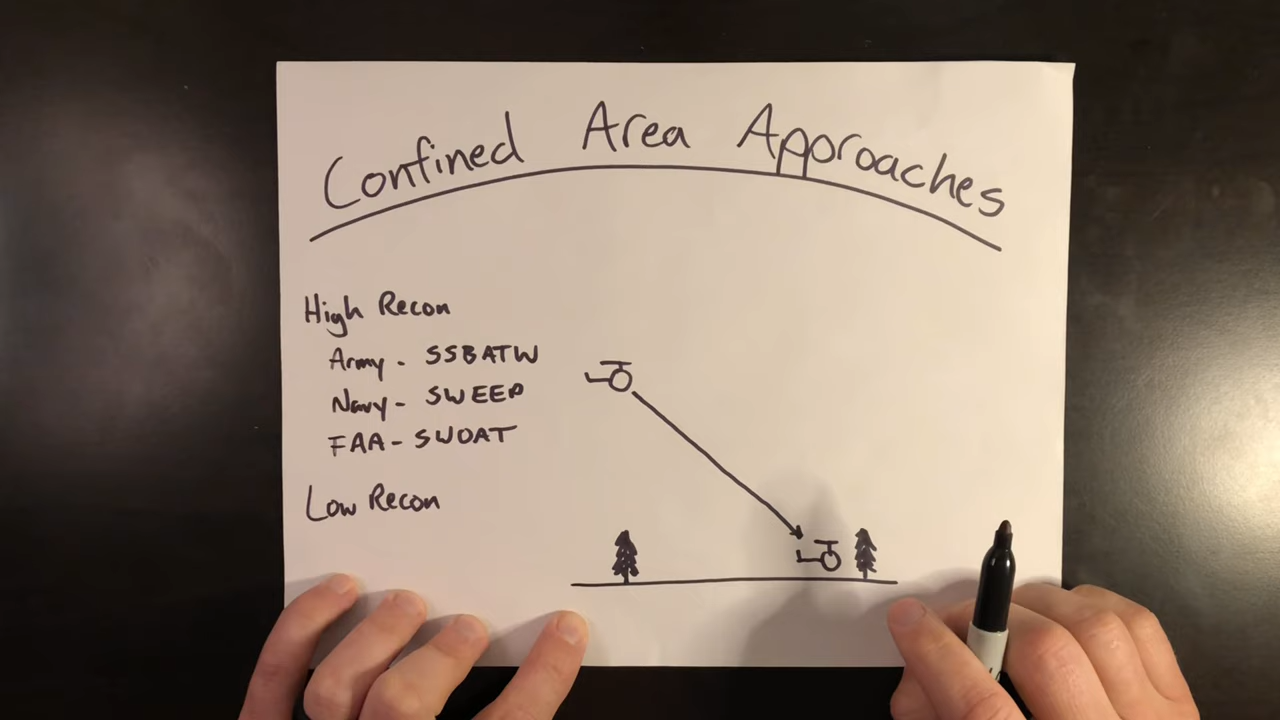 Confined Area Approaches
High Recon
Army - SSBATW
Navy - SWEEP
FAA - SWOAT
Low Recon